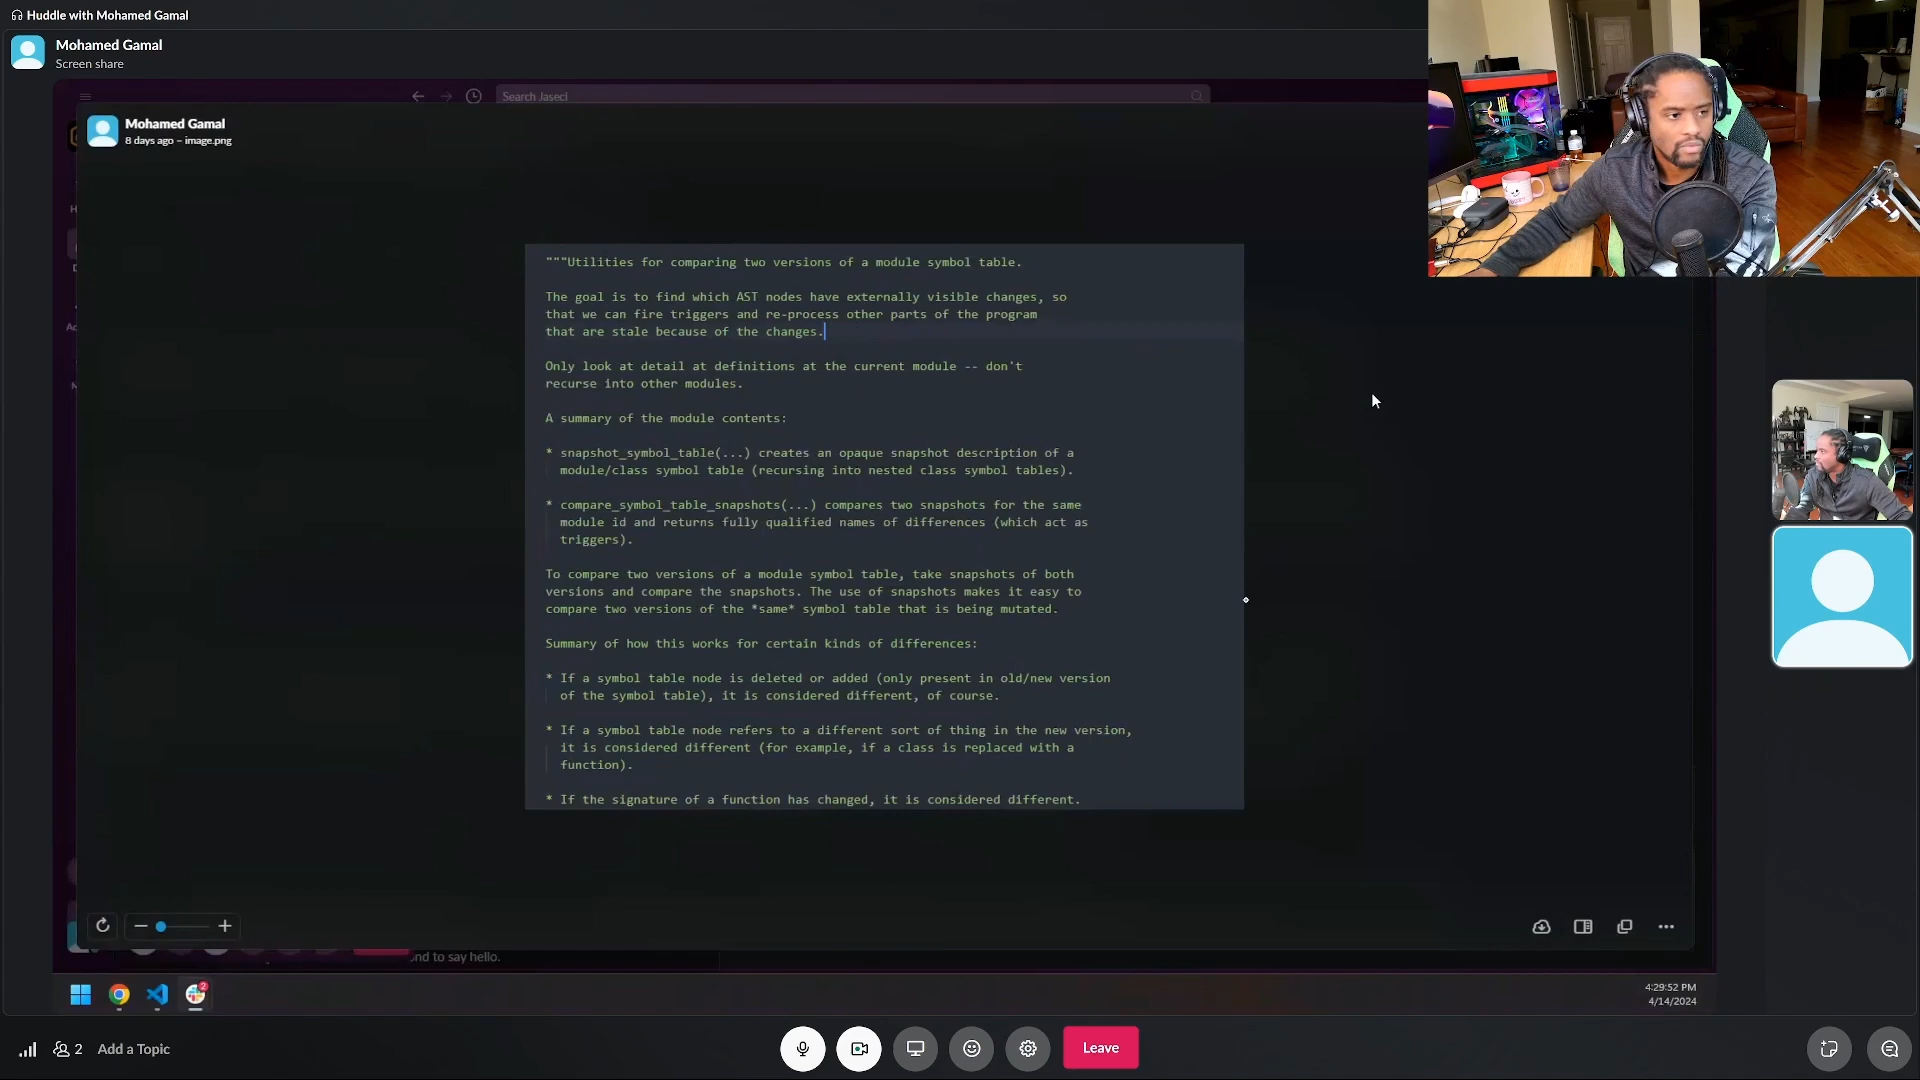 Huddle with Mohamed Gamal
Mohamed Gamal
Screen share
Search Jaseci
Mohamed Gamal
8 days ago – image.png
"""Utilities for comparing two versions of a module symbol table.
The goal is to find which AST nodes have externally visible changes, so
that we can fire triggers and re-process other parts of the program
that are stale because of the changes.
Only look at detail at definitions at the current module -- don't
recurse into other modules.
A summary of the module contents:
* snapshot_symbol_table(...) creates an opaque snapshot description of a
module/class symbol table (recursing into nested class symbol tables).
* compare_symbol_table_snapshots(...) compares two snapshots for the same
module id and returns fully qualified names of differences (which act as
triggers).
To compare two versions of a module symbol table, take snapshots of both
versions and compare the snapshots. The use of snapshots makes it easy to
compare two versions of the *same* symbol table that is being mutated.
Summary of how this works for certain kinds of differences:
* If a symbol table node is deleted or added (only present in old/new version
of the symbol table), it is considered different, of course.
* If a symbol table node refers to a different sort of thing in the new version,
it is considered different (for example, if a class is replaced with a
function).
* If the signature of a function has changed, it is considered different.
to say hello.
2
4:29:52 PM
4/14/2024
2
Add a Topic
Leave